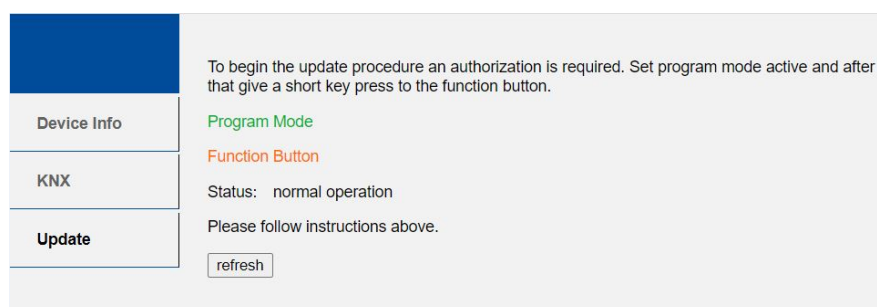 To begin the update procedure an authorization is required. Set program mode active and after
that give a short key press to the function button.
Device Info
Program Mode
Function Button
KNX
Status: normal operation
Please follow instructions above.
Update
refresh